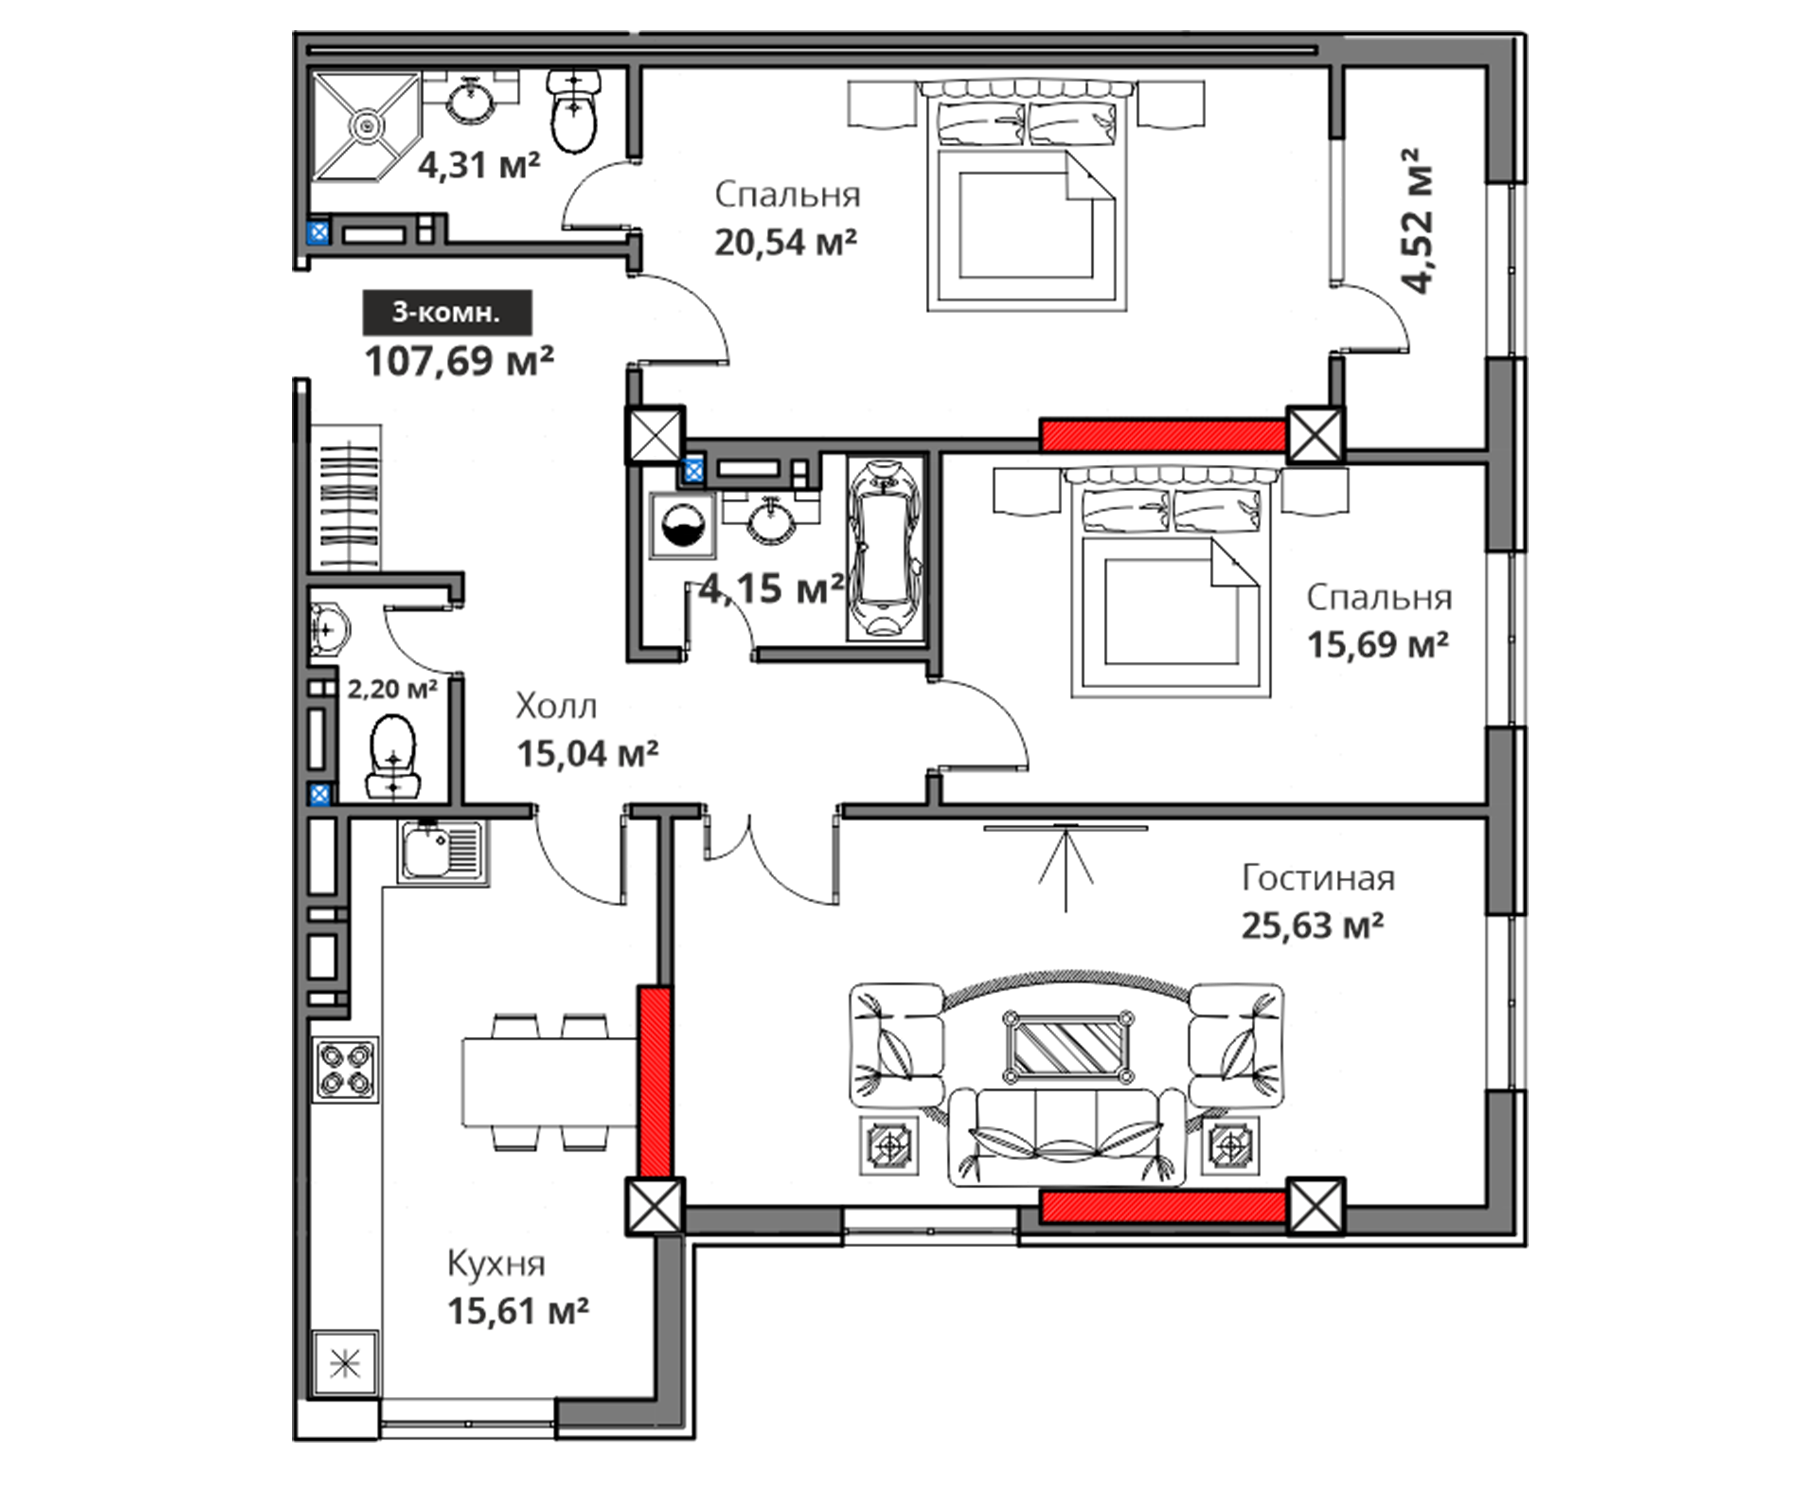 4,31 м²
Спальня
20,54 м²
4,52 м²
3-комн.
107,69 м²
4,15 м²
Спальня
15,69 м²
2,20 м²
Холл
15,04 м²
Гостиная
25,63 м²
Кухня
15,61 м²